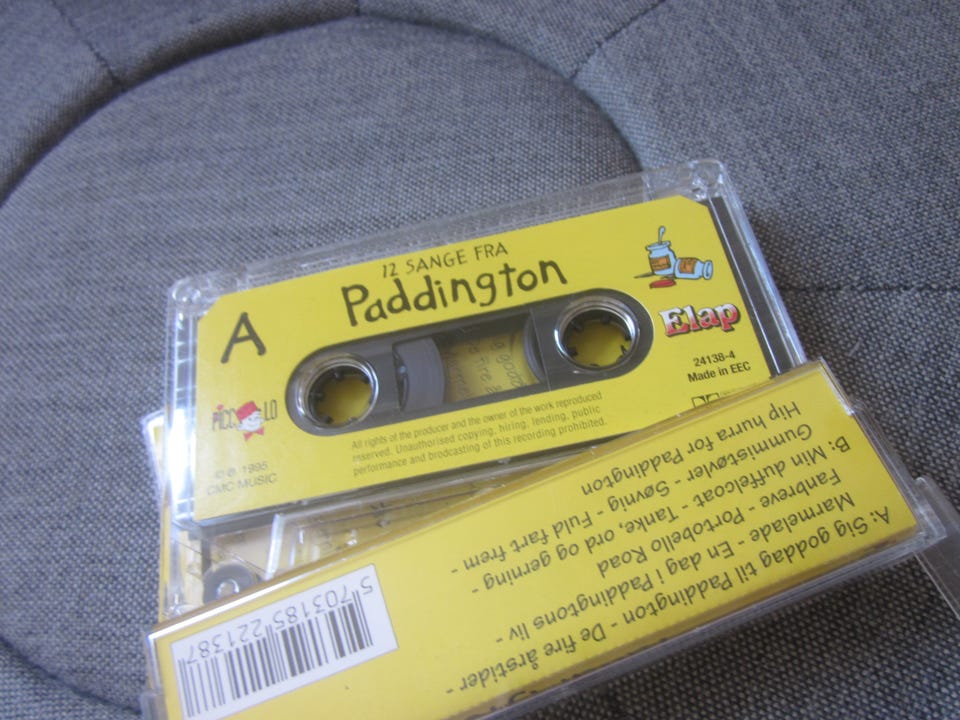 12 SANGE FRA
Paddington
A
Elap
24138-4
Made in EEC
PiCCOLO
© ℗ 1995
CMC MUSIC
All rights of the producer and the owner of the work reproduced
reserved. Unauthorised copying, hiring, lending, public
performance and brodcasting of this recording prohibited.
A: Sig goddag til Paddington - De fire årstider -
Marmelade - En dag i Paddingtons liv -
Fanbreve - Portobello Road
B: Min duffelcoat - Tanke, ord og gerning -
Gummistøvler - Søvnig - Fuld fart frem -
Hip hurra for Paddington
5 703185 221387